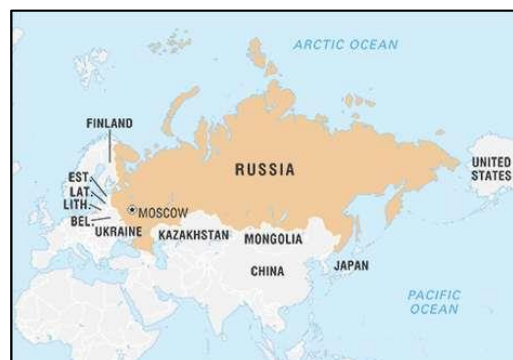 ARCTIC OCEAN
FINLAND
RUSSIA
UNITED
STATES
EST.
LAT.
LITH.
MOSCOW
BEL.
UKRAINE
KAZAKHSTAN
MONGOLIA
CHINA
JAPAN
PACIFIC
OCEAN